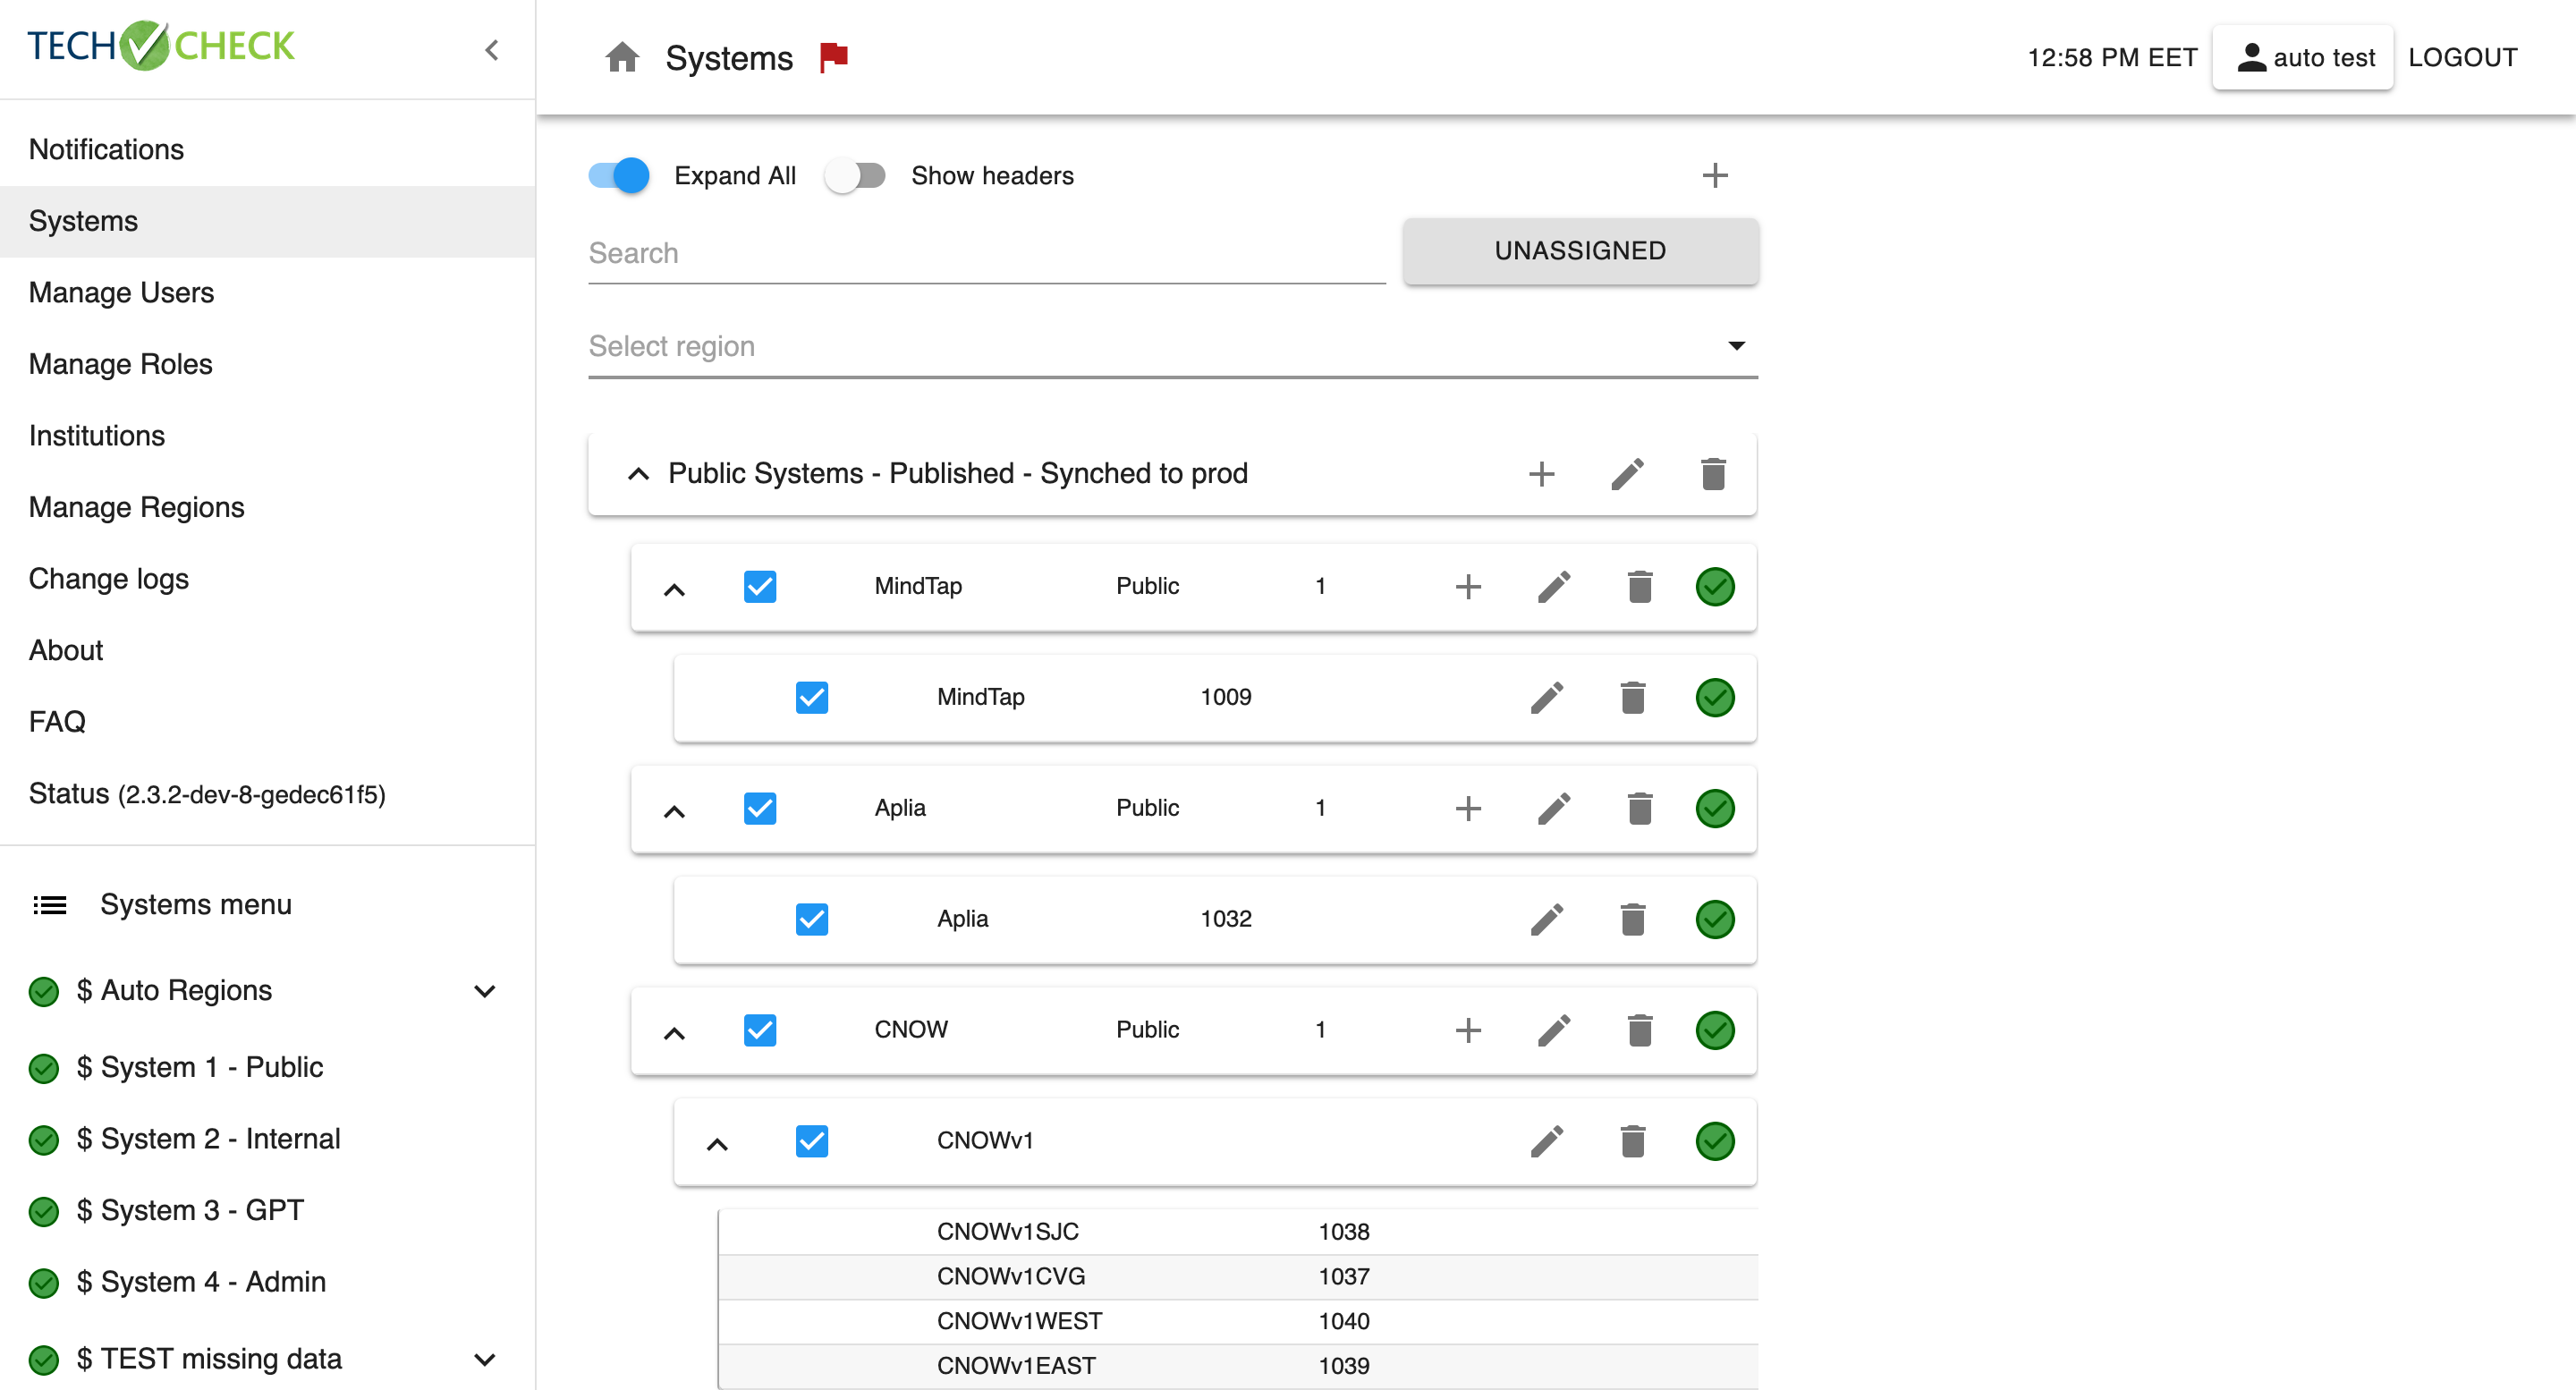 TECH CHECK
Notifications
Systems
Manage Users
Manage Roles
Institutions
Manage Regions
Change logs
About
FAQ
Status (2.3.2-dev-8-gedec61f5)
Systems menu
$ Auto Regions
$ System 1 - Public
$ System 2 - Internal
$ System 3 - GPT
$ System 4 - Admin
$ TEST missing data
Systems
12:58 PM EET auto test LOGOUT
Expand All Show headers
Search UNASSIGNED
Select region
Public Systems - Published - Synched to prod
MindTap Public 1
MindTap 1009
Aplia Public 1
Aplia 1032
CNOW Public 1
CNOWv1
CNOWv1SJC 1038
CNOWv1CVG 1037
CNOWv1WEST 1040
CNOWv1EAST 1039